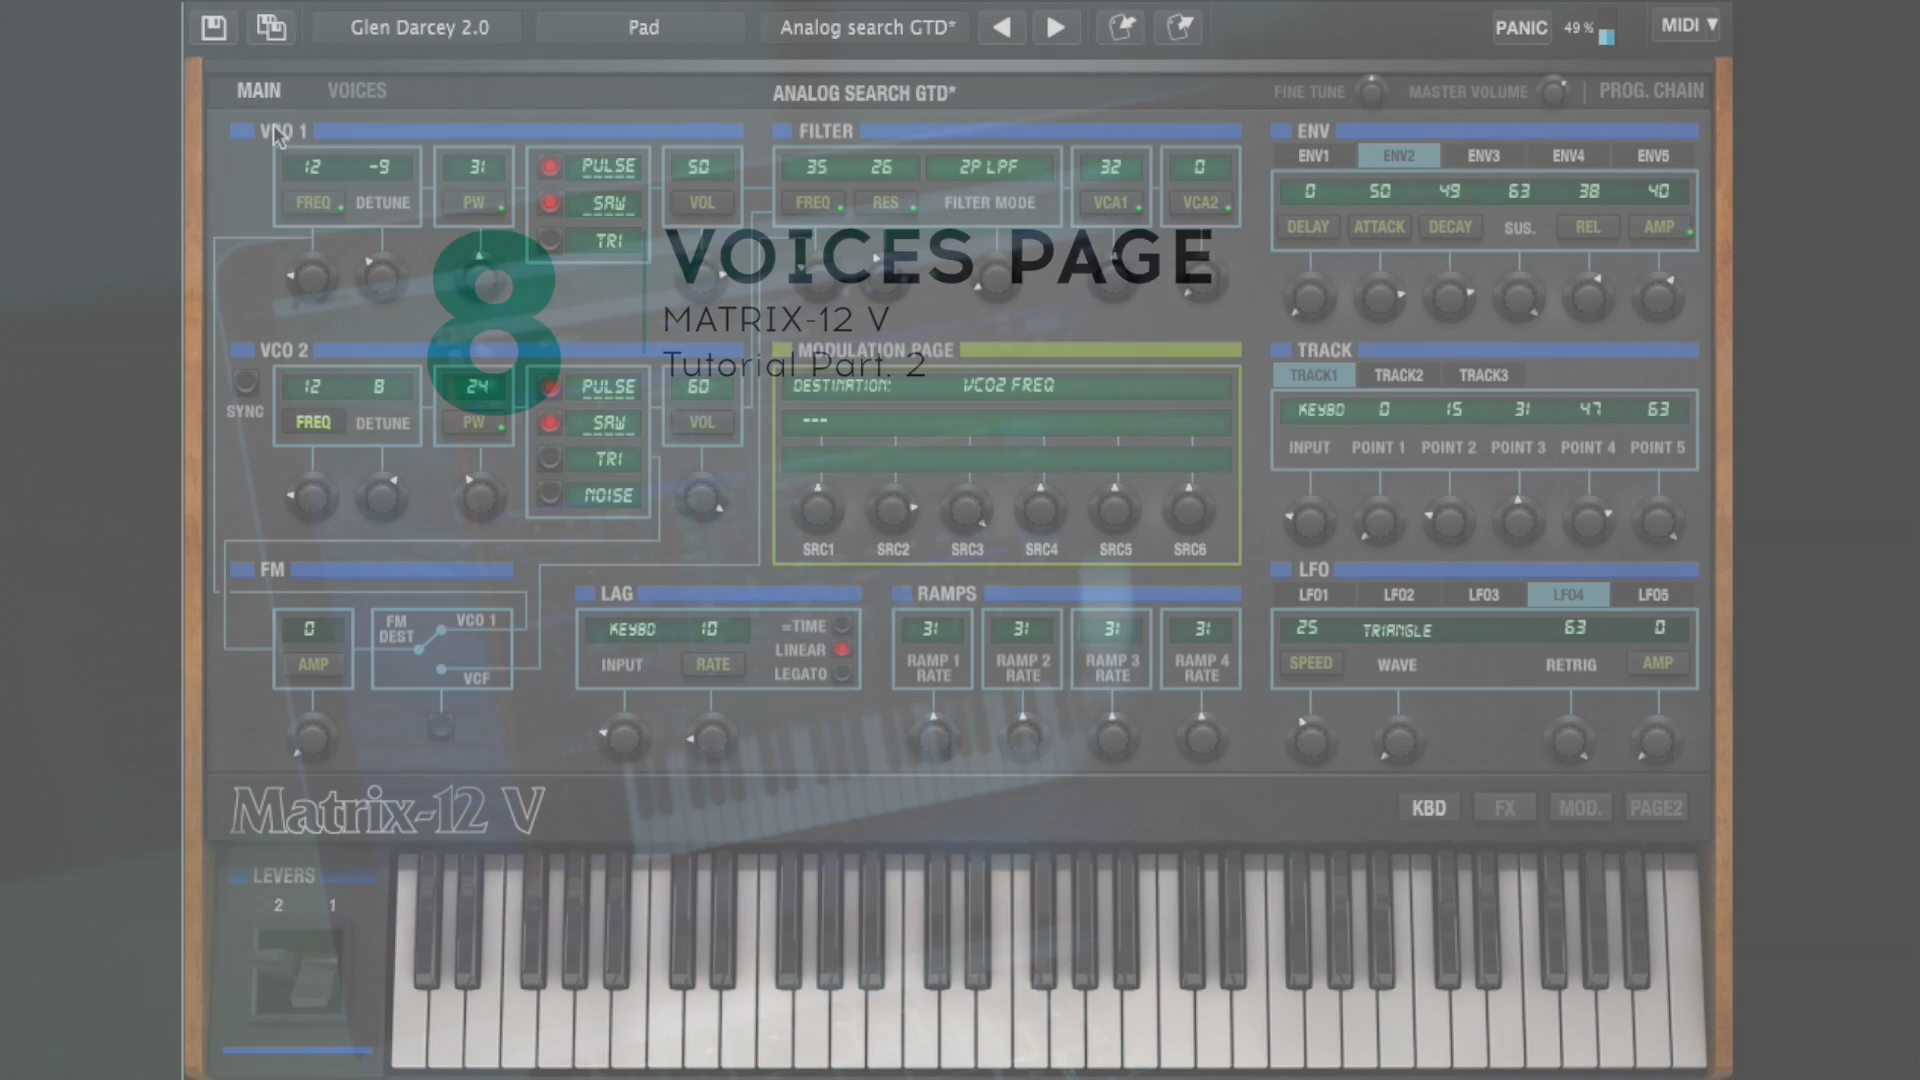 Glen Darcey 2.0 Pad Analog search GTD* PANIC 49 % MIDI ▼
MAIN VOICES ANALOG SEARCH GTD* FINE TUNE MASTER VOLUME PROG. CHAIN
VCO 1
12 -9 31 PULSE 50
FREQ DETUNE PW SAW VOL
TRI
FILTER
35 26 2P LPF 32 0
FREQ RES FILTER MODE VCA1 VCA2
ENV
ENV1 ENV2 ENV3 ENV4 ENV5
0 50 49 63 38 40
DELAY ATTACK DECAY SUS. REL AMP
8
VOICES PAGE
MATRIX-12 V
Tutorial Part. 2
VCO 2
SYNC
12 8 24 PULSE 60
FREQ DETUNE PW SAW VOL
TRI
NOISE
MODULATION PAGE
DESTINATION: VCO2 FREQ
---
SRC1 SRC2 SRC3 SRC4 SRC5 SRC6
TRACK
TRACK1 TRACK2 TRACK3
KEYBD 0 15 31 47 63
INPUT POINT 1 POINT 2 POINT 3 POINT 4 POINT 5
FM
0
AMP
FM DEST VCO 1
VCF
LAG
KEYBD 10 =TIME
INPUT RATE LINEAR
LEGATO
RAMPS
31 31 31 31
RAMP 1 RAMP 2 RAMP 3 RAMP 4
RATE RATE RATE RATE
LFO
LFO1 LFO2 LFO3 LFO4 LFO5
25 TRIANGLE 63 0
SPEED WAVE RETRIG AMP
Matrix-12 V
KBD FX MOD. PAGE2
LEVERS
2 1